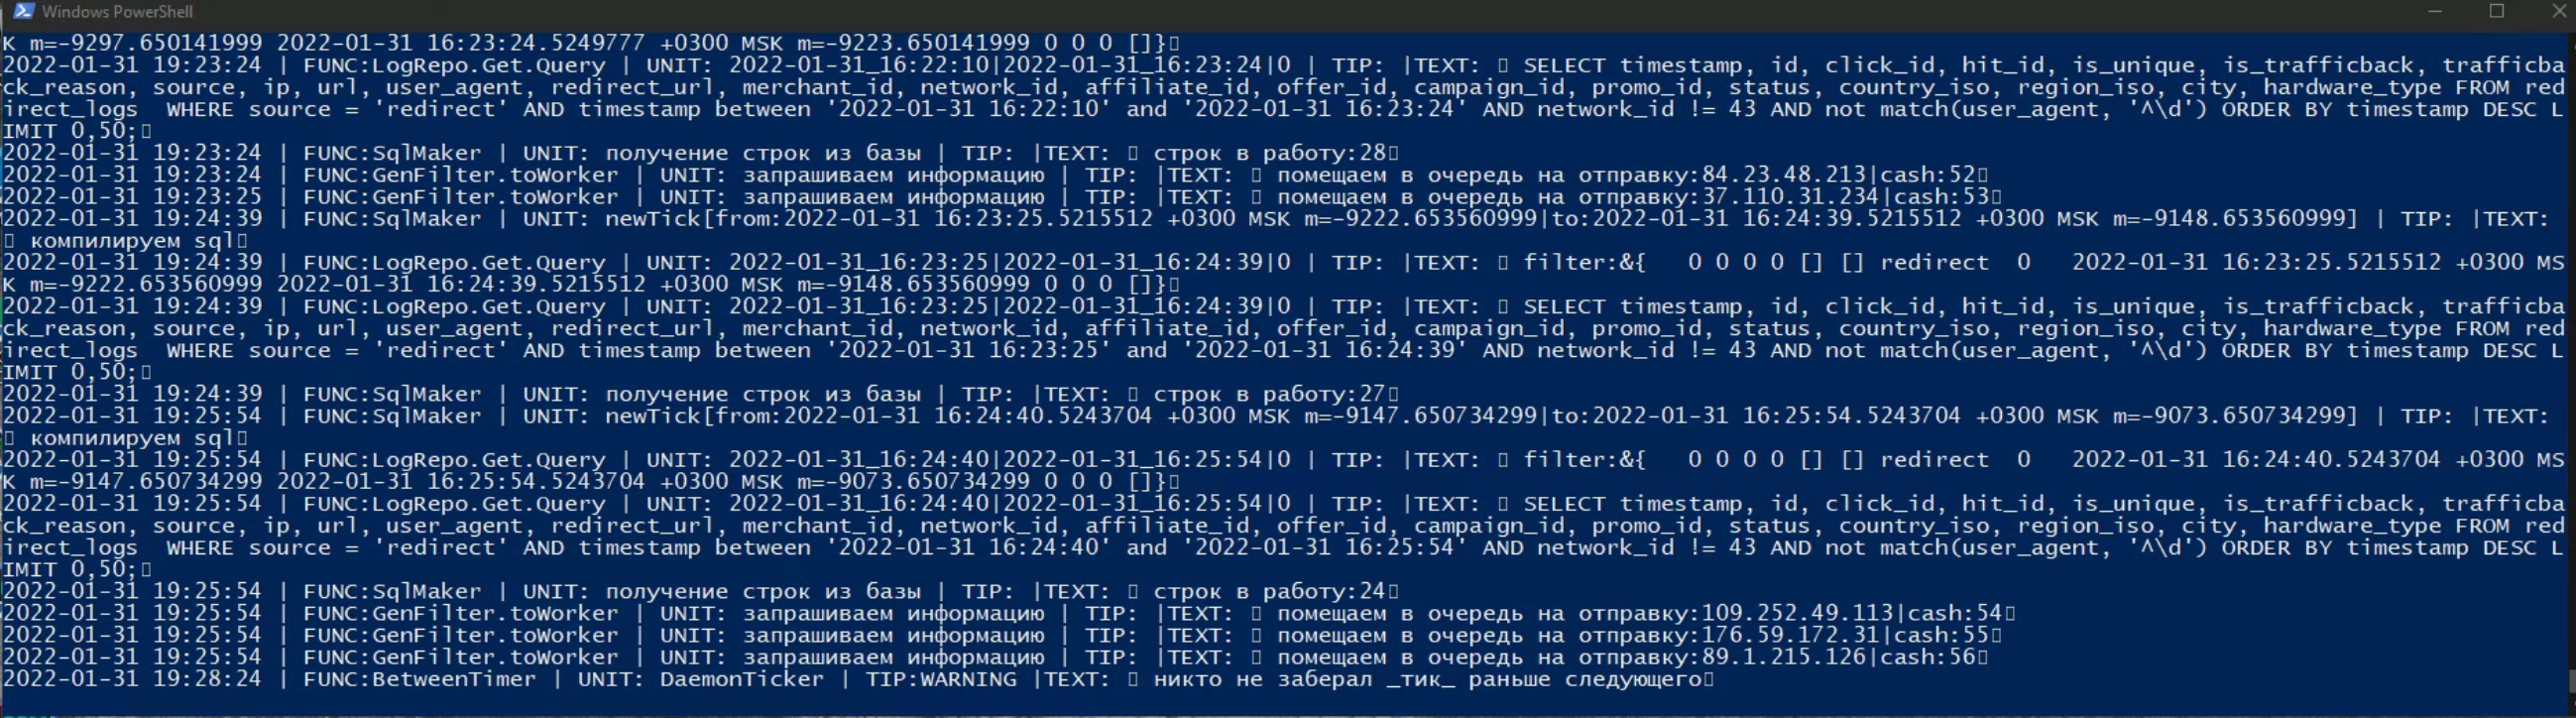 Windows PowerShell
K m=-9297.650141999 2022-01-31 16:23:24.5249777 +0300 MSK m=-9223.650141999 0 0 0 []}
2022-01-31 19:23:24 | FUNC:LogRepo.Get.Query | UNIT: 2022-01-31_16:22:10|2022-01-31_16:23:24|0 | TIP: |TEXT: SELECT timestamp, id, click_id, hit_id, is_unique, is_trafficback, trafficba
ck_reason, source, ip, url, user_agent, redirect_url, merchant_id, network_id, affiliate_id, offer_id, campaign_id, promo_id, status, country_iso, region_iso, city, hardware_type FROM red
irect_logs  WHERE source = 'redirect' AND timestamp between '2022-01-31 16:22:10' and '2022-01-31 16:23:24' AND network_id != 43 AND not match(user_agent, '^\d') ORDER BY timestamp DESC L
IMIT 0,50;
2022-01-31 19:23:24 | FUNC:SqlMaker | UNIT: получение строк из базы | TIP: |TEXT: строк в работу:28
2022-01-31 19:23:24 | FUNC:GenFilter.toWorker | UNIT: запрашиваем информацию | TIP: |TEXT: помещаем в очередь на отправку:84.23.48.213|cash:52
2022-01-31 19:23:25 | FUNC:GenFilter.toWorker | UNIT: запрашиваем информацию | TIP: |TEXT: помещаем в очередь на отправку:37.110.31.234|cash:53
2022-01-31 19:24:39 | FUNC:SqlMaker | UNIT: newTick[from:2022-01-31 16:23:25.5215512 +0300 MSK m=-9222.653560999|to:2022-01-31 16:24:39.5215512 +0300 MSK m=-9148.653560999] | TIP: |TEXT:
компилируем sql
2022-01-31 19:24:39 | FUNC:LogRepo.Get.Query | UNIT: 2022-01-31_16:23:25|2022-01-31_16:24:39|0 | TIP: |TEXT: filter:&{   0 0 0 0 [] [] redirect  0   2022-01-31 16:23:25.5215512 +0300 MS
K m=-9222.653560999 2022-01-31 16:24:39.5215512 +0300 MSK m=-9148.653560999 0 0 0 []}
2022-01-31 19:24:39 | FUNC:LogRepo.Get.Query | UNIT: 2022-01-31_16:23:25|2022-01-31_16:24:39|0 | TIP: |TEXT: SELECT timestamp, id, click_id, hit_id, is_unique, is_trafficback, trafficba
ck_reason, source, ip, url, user_agent, redirect_url, merchant_id, network_id, affiliate_id, offer_id, campaign_id, promo_id, status, country_iso, region_iso, city, hardware_type FROM red
irect_logs  WHERE source = 'redirect' AND timestamp between '2022-01-31 16:23:25' and '2022-01-31 16:24:39' AND network_id != 43 AND not match(user_agent, '^\d') ORDER BY timestamp DESC L
IMIT 0,50;
2022-01-31 19:24:39 | FUNC:SqlMaker | UNIT: получение строк из базы | TIP: |TEXT: строк в работу:27
2022-01-31 19:25:54 | FUNC:SqlMaker | UNIT: newTick[from:2022-01-31 16:24:40.5243704 +0300 MSK m=-9147.650734299|to:2022-01-31 16:25:54.5243704 +0300 MSK m=-9073.650734299] | TIP: |TEXT:
компилируем sql
2022-01-31 19:25:54 | FUNC:LogRepo.Get.Query | UNIT: 2022-01-31_16:24:40|2022-01-31_16:25:54|0 | TIP: |TEXT: filter:&{   0 0 0 0 [] [] redirect  0   2022-01-31 16:24:40.5243704 +0300 MS
K m=-9147.650734299 2022-01-31 16:25:54.5243704 +0300 MSK m=-9073.650734299 0 0 0 []}
2022-01-31 19:25:54 | FUNC:LogRepo.Get.Query | UNIT: 2022-01-31_16:24:40|2022-01-31_16:25:54|0 | TIP: |TEXT: SELECT timestamp, id, click_id, hit_id, is_unique, is_trafficback, trafficba
ck_reason, source, ip, url, user_agent, redirect_url, merchant_id, network_id, affiliate_id, offer_id, campaign_id, promo_id, status, country_iso, region_iso, city, hardware_type FROM red
irect_logs  WHERE source = 'redirect' AND timestamp between '2022-01-31 16:24:40' and '2022-01-31 16:25:54' AND network_id != 43 AND not match(user_agent, '^\d') ORDER BY timestamp DESC L
IMIT 0,50;
2022-01-31 19:25:54 | FUNC:SqlMaker | UNIT: получение строк из базы | TIP: |TEXT: строк в работу:24
2022-01-31 19:25:54 | FUNC:GenFilter.toWorker | UNIT: запрашиваем информацию | TIP: |TEXT: помещаем в очередь на отправку:109.252.49.113|cash:54
2022-01-31 19:25:54 | FUNC:GenFilter.toWorker | UNIT: запрашиваем информацию | TIP: |TEXT: помещаем в очередь на отправку:176.59.172.31|cash:55
2022-01-31 19:25:54 | FUNC:GenFilter.toWorker | UNIT: запрашиваем информацию | TIP: |TEXT: помещаем в очередь на отправку:89.1.215.126|cash:56
2022-01-31 19:28:24 | FUNC:BetweenTimer | UNIT: DaemonTicker | TIP:WARNING |TEXT: никто не заберал _тик_ раньше следующего